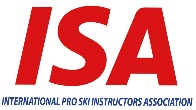 ISA
INTERNATIONAL PRO SKI INSTRUCTORS ASSOCIATION